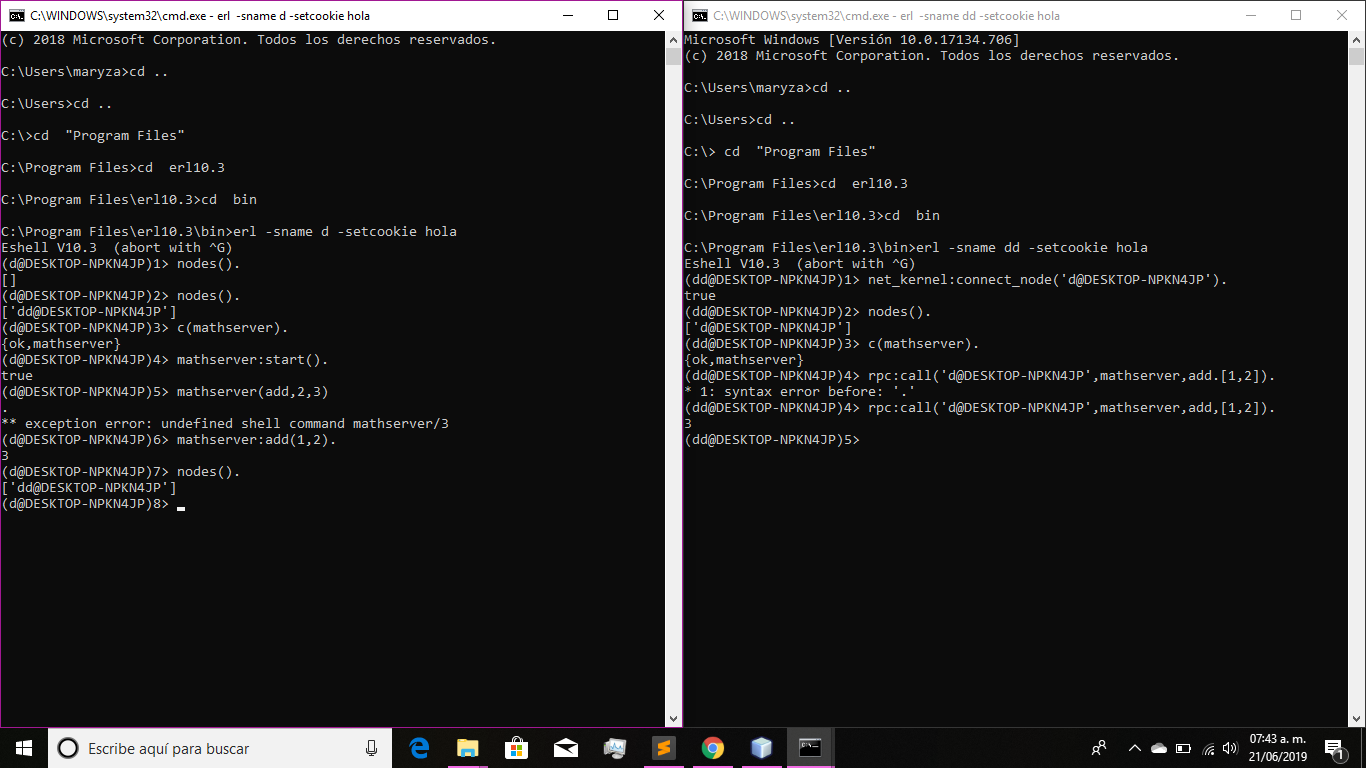 C:\WINDOWS\system32\cmd.exe - erl  -sname d -setcookie hola
(c) 2018 Microsoft Corporation. Todos los derechos reservados.
C:\Users\maryza>cd ..
C:\Users>cd ..
C:\>cd  "Program Files"
C:\Program Files>cd  erl10.3
C:\Program Files\erl10.3>cd  bin
C:\Program Files\erl10.3\bin>erl -sname d -setcookie hola
Eshell V10.3  (abort with ^G)
(d@DESKTOP-NPKN4JP)1> nodes().
[]
(d@DESKTOP-NPKN4JP)2> nodes().
['dd@DESKTOP-NPKN4JP']
(d@DESKTOP-NPKN4JP)3> c(mathserver).
{ok,mathserver}
(d@DESKTOP-NPKN4JP)4> mathserver:start().
true
(d@DESKTOP-NPKN4JP)5> mathserver(add,2,3)
.
** exception error: undefined shell command mathserver/3
(d@DESKTOP-NPKN4JP)6> mathserver:add(1,2).
3
(d@DESKTOP-NPKN4JP)7> nodes().
['dd@DESKTOP-NPKN4JP']
(d@DESKTOP-NPKN4JP)8>
C:\WINDOWS\system32\cmd.exe - erl  -sname dd -setcookie hola
Microsoft Windows [Versión 10.0.17134.706]
(c) 2018 Microsoft Corporation. Todos los derechos reservados.
C:\Users\maryza>cd ..
C:\Users>cd ..
C:\> cd  "Program Files"
C:\Program Files>cd  erl10.3
C:\Program Files\erl10.3>cd  bin
C:\Program Files\erl10.3\bin>erl -sname dd -setcookie hola
Eshell V10.3  (abort with ^G)
(dd@DESKTOP-NPKN4JP)1> net_kernel:connect_node('d@DESKTOP-NPKN4JP').
true
(dd@DESKTOP-NPKN4JP)2> nodes().
['d@DESKTOP-NPKN4JP']
(dd@DESKTOP-NPKN4JP)3> c(mathserver).
{ok,mathserver}
(dd@DESKTOP-NPKN4JP)4> rpc:call('d@DESKTOP-NPKN4JP',mathserver,add.[1,2]).
* 1: syntax error before: '.'
(dd@DESKTOP-NPKN4JP)4> rpc:call('d@DESKTOP-NPKN4JP',mathserver,add,[1,2]).
3
(dd@DESKTOP-NPKN4JP)5>
Escribe aquí para buscar
07:43 a. m.
21/06/2019
1